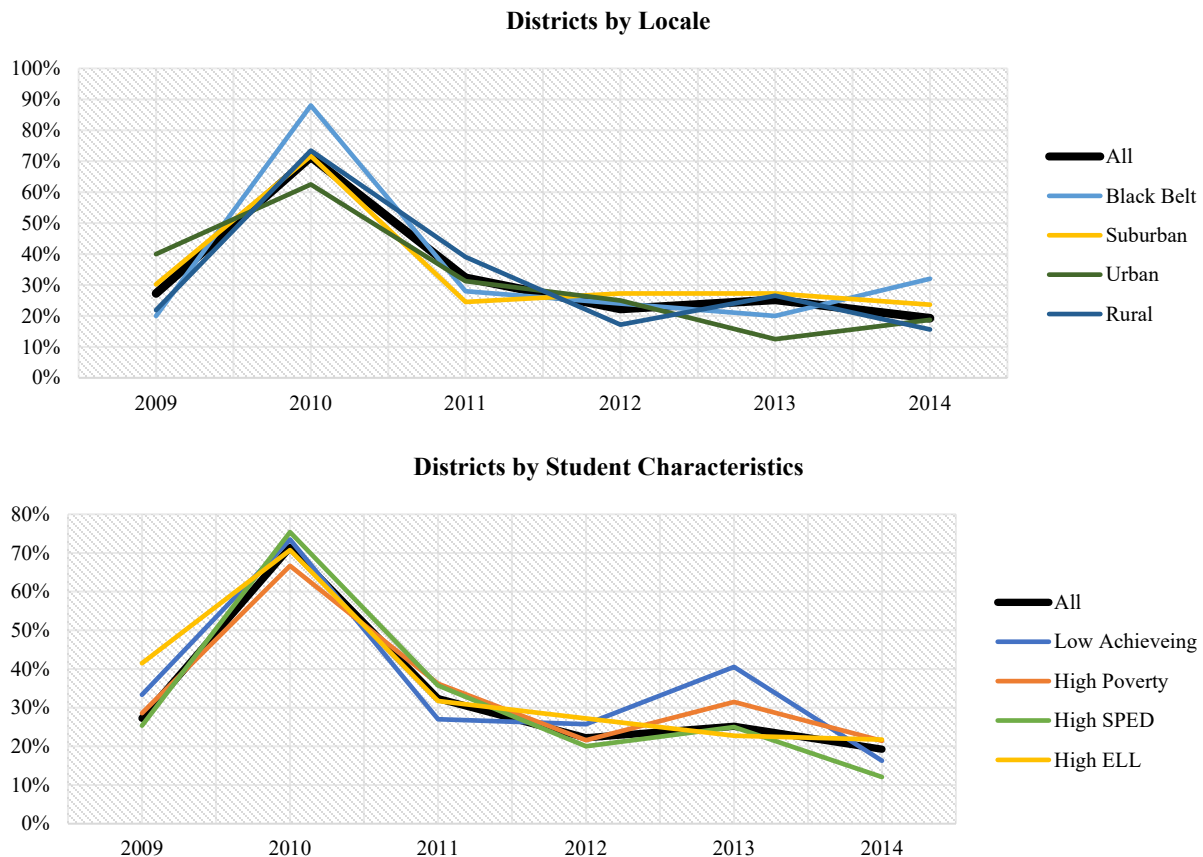 Districts by Locale
100%
90%
80%
70%
60%
50%
40%
30%
20%
10%
0%
2009 2010 2011 2012 2013 2014
All
Black Belt
Suburban
Urban
Rural
Districts by Student Characteristics
80%
70%
60%
50%
40%
30%
20%
10%
0%
2009 2010 2011 2012 2013 2014
All
Low Achieveing
High Poverty
High SPED
High ELL